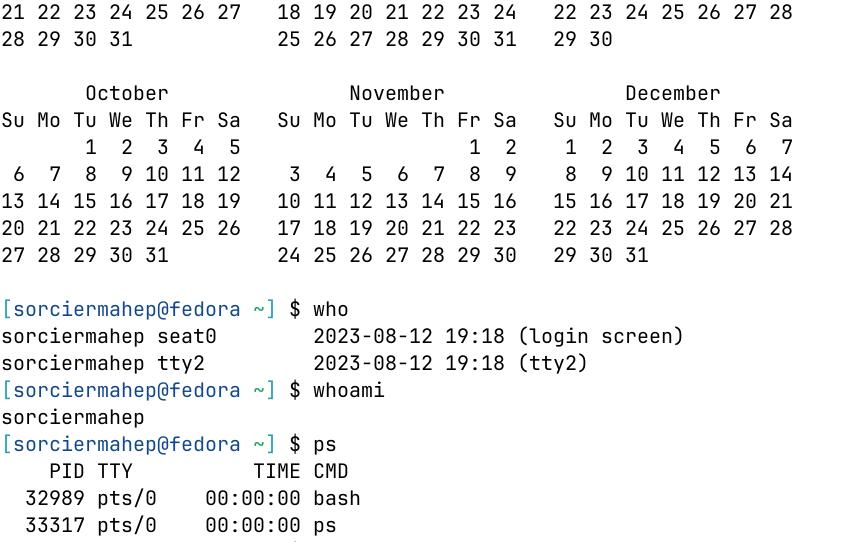 21 22 23 24 25 26 27   18 19 20 21 22 23 24   22 23 24 25 26 27 28
28 29 30 31            25 26 27 28 29 30 31   29 30
       October               November               December
Su Mo Tu We Th Fr Sa   Su Mo Tu We Th Fr Sa   Su Mo Tu We Th Fr Sa
       1  2  3  4  5                   1  2    1  2  3  4  5  6  7
 6  7  8  9 10 11 12    3  4  5  6  7  8  9    8  9 10 11 12 13 14
13 14 15 16 17 18 19   10 11 12 13 14 15 16   15 16 17 18 19 20 21
20 21 22 23 24 25 26   17 18 19 20 21 22 23   22 23 24 25 26 27 28
27 28 29 30 31         24 25 26 27 28 29 30   29 30 31
[sorciermahep@fedora ~] $ who
sorciermahep seat0        2023-08-12 19:18 (login screen)
sorciermahep tty2         2023-08-12 19:18 (tty2)
[sorciermahep@fedora ~] $ whoami
sorciermahep
[sorciermahep@fedora ~] $ ps
    PID TTY          TIME CMD
  32989 pts/0    00:00:00 bash
  33317 pts/0    00:00:00 ps